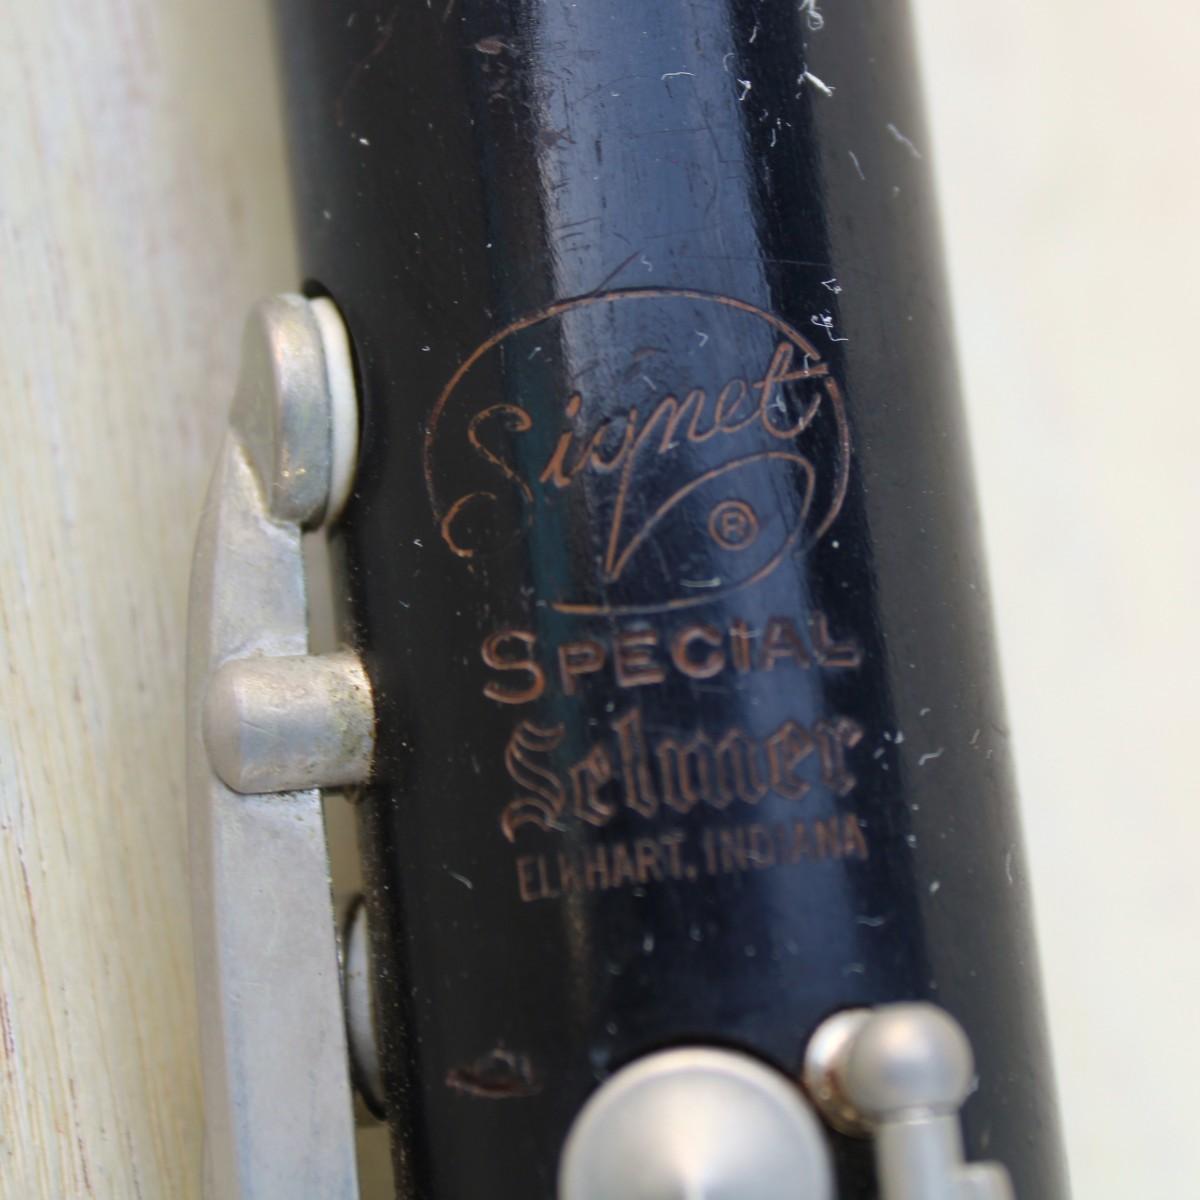 Signet
®
SPECIAL
Selmer
ELKHART, INDIANA